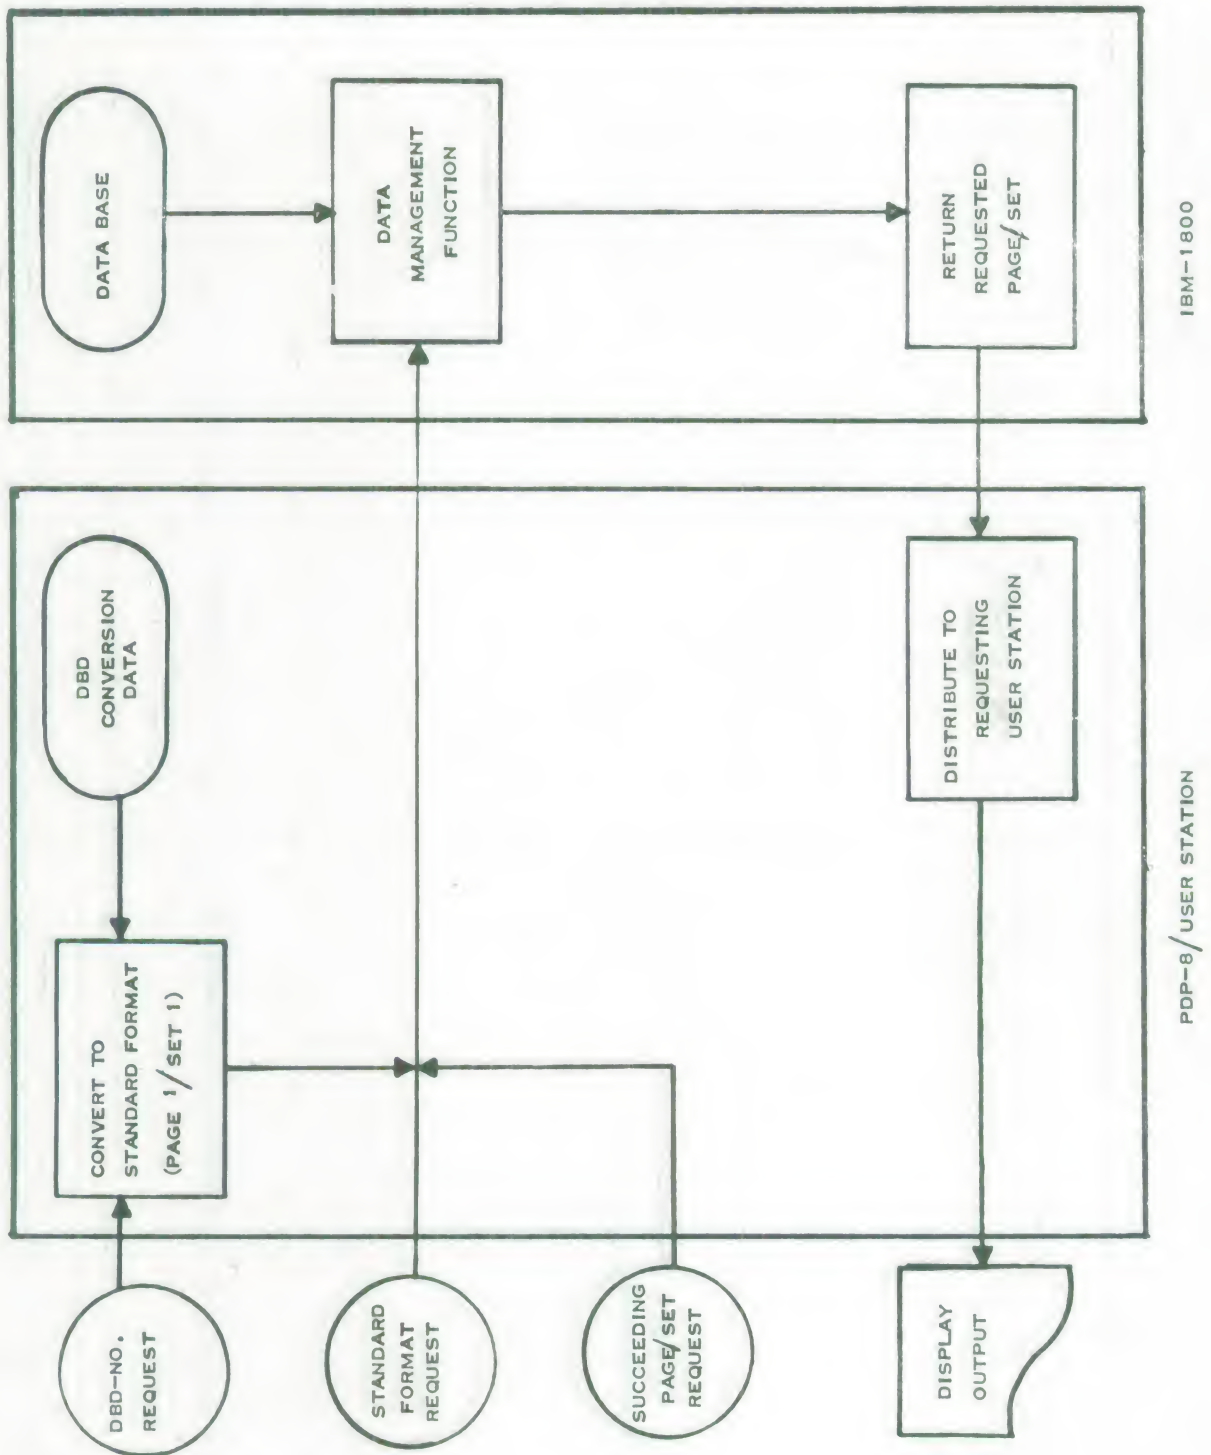 DBD-NO.
REQUEST
CONVERT TO
STANDARD FORMAT
(PAGE 1/ SET 1)
DBD
CONVERSION
DATA
DATA BASE
STANDARD
FORMAT
REQUEST
DATA
MANAGEMENT
FUNCTION
SUCCEEDING
PAGE/SET
REQUEST
DISPLAY
OUTPUT
DISTRIBUTE TO
REQUESTING
USER STATION
RETURN
REQUESTED
PAGE/ SET
PDP-8/ USER STATION
IBM-1800